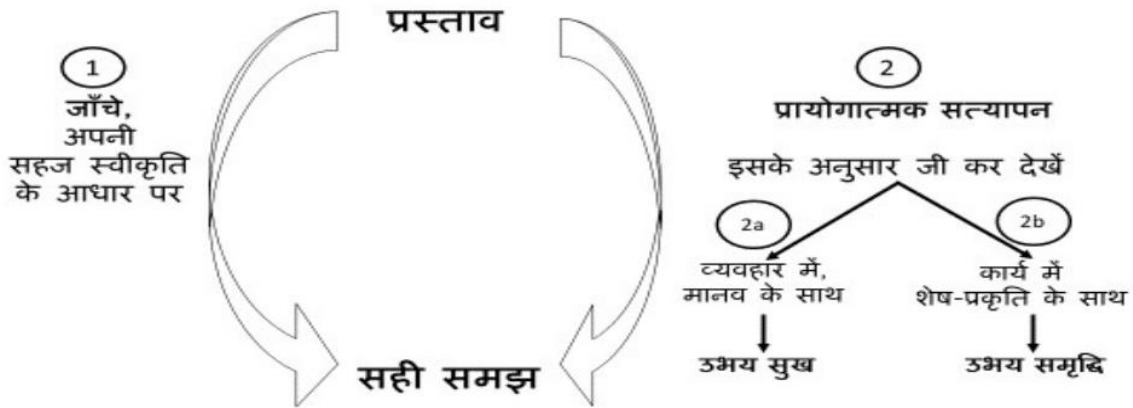 प्रस्ताव
1
जाँचे,
अपनी
सहज स्वीकृति
के आधार पर
2
प्रायोगात्मक सत्यापन
इसके अनुसार जी कर देखें
2a
व्यवहार में,
मानव के साथ
उभय सुख
2b
कार्य में
शेष-प्रकृति के साथ
उभय समृद्धि
सही समझ